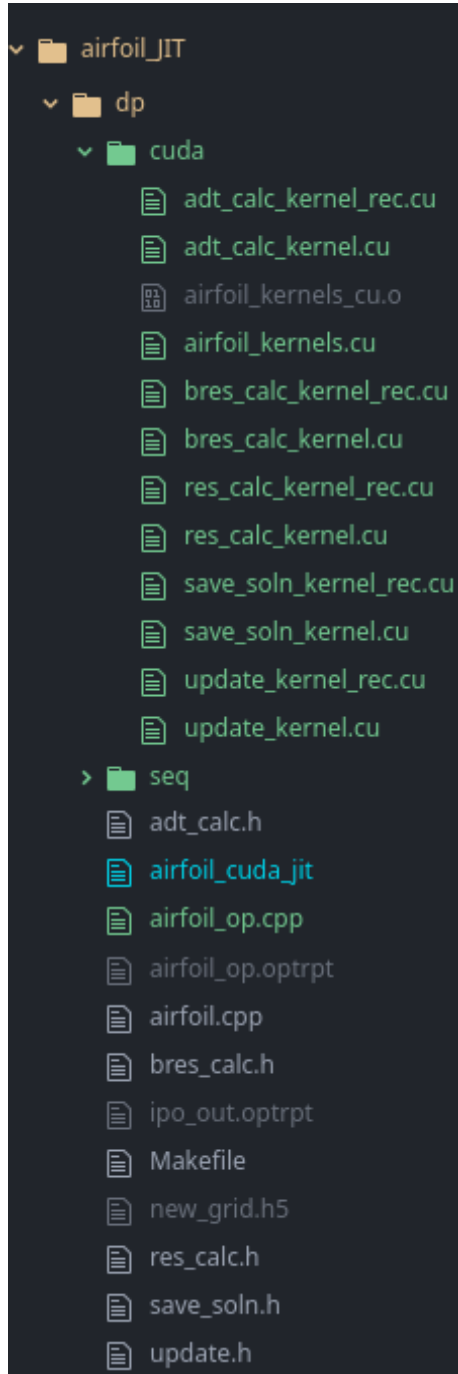 airfoil_JIT
dp
cuda
adt_calc_kernel_rec.cu
adt_calc_kernel.cu
airfoil_kernels_cu.o
airfoil_kernels.cu
bres_calc_kernel_rec.cu
bres_calc_kernel.cu
res_calc_kernel_rec.cu
res_calc_kernel.cu
save_soln_kernel_rec.cu
save_soln_kernel.cu
update_kernel_rec.cu
update_kernel.cu
seq
adt_calc.h
airfoil_cuda_jit
airfoil_op.cpp
airfoil_op.optrpt
airfoil.cpp
bres_calc.h
ipo_out.optrpt
Makefile
new_grid.h5
res_calc.h
save_soln.h
update.h